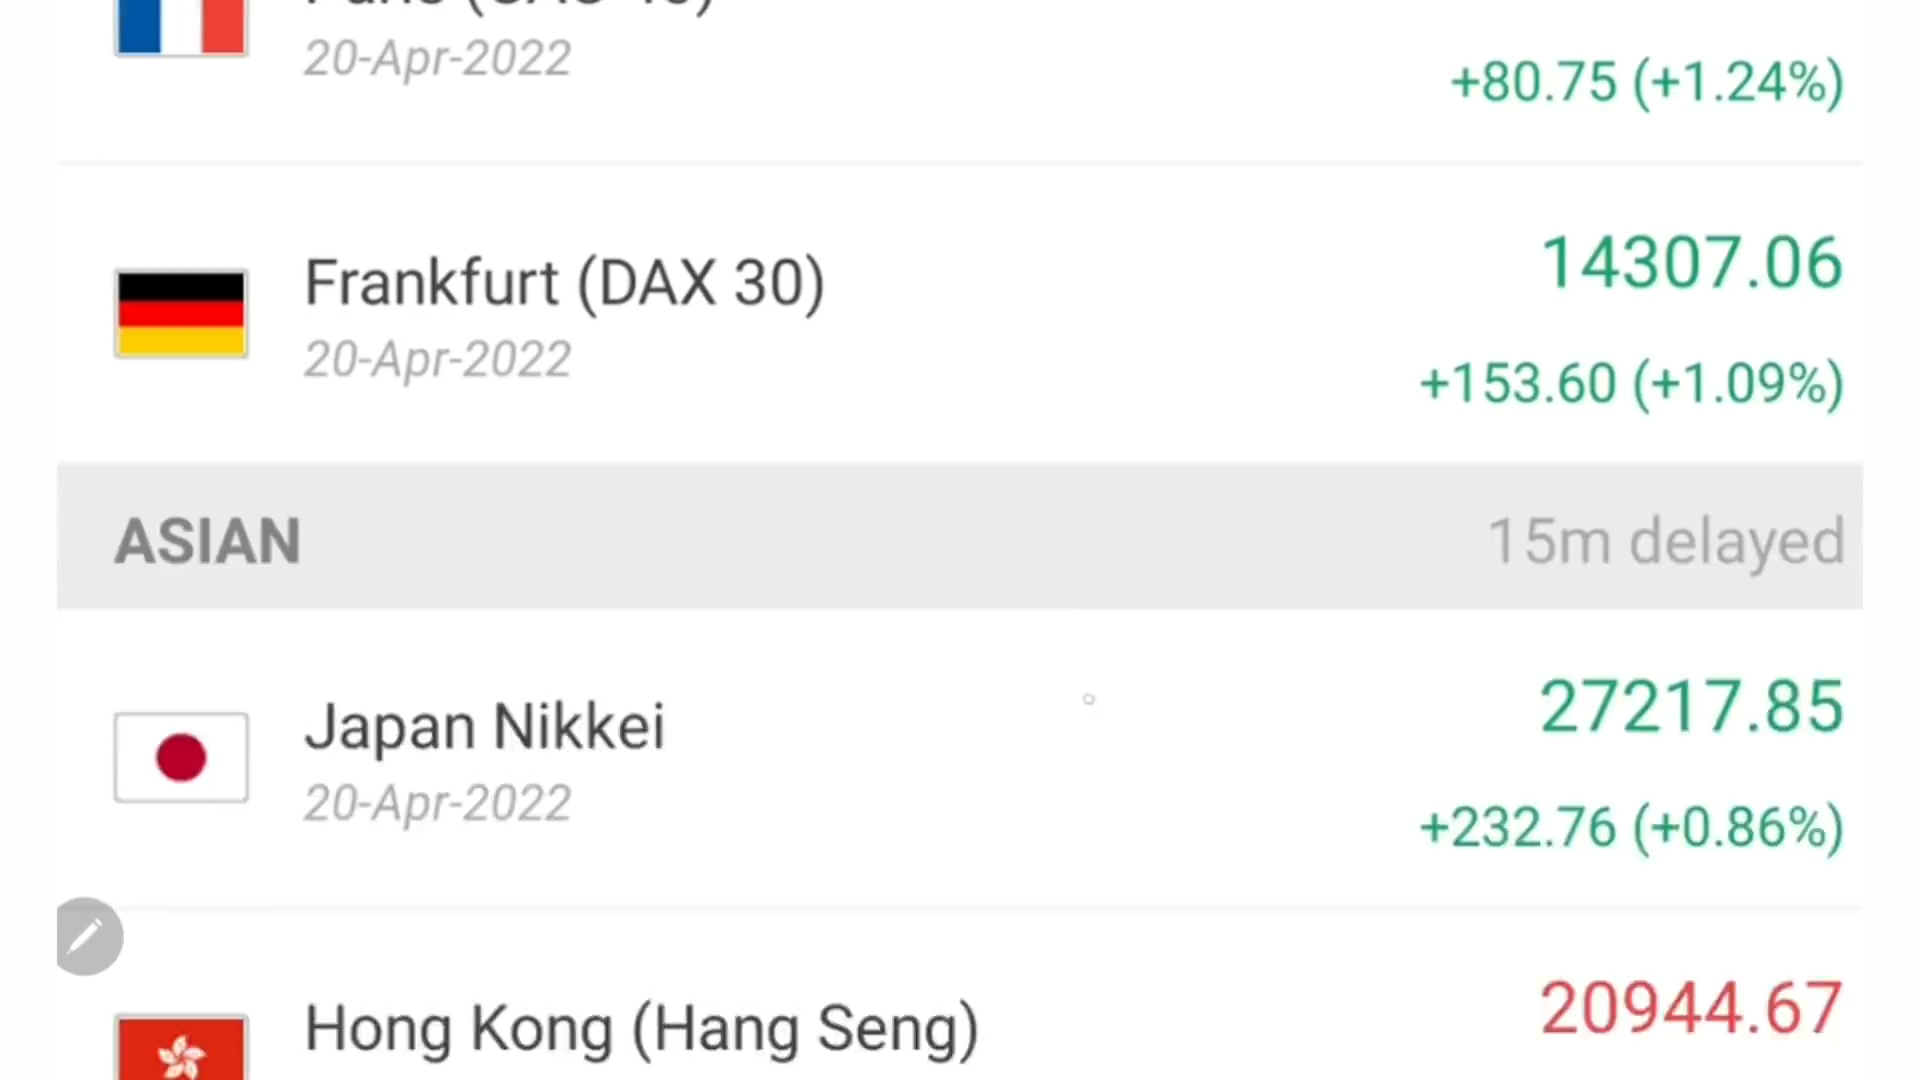 20-Apr-2022
+80.75 (+1.24%)
Frankfurt (DAX 30)
14307.06
20-Apr-2022
+153.60 (+1.09%)
ASIAN
15m delayed
Japan Nikkei
27217.85
20-Apr-2022
+232.76 (+0.86%)
Hong Kong (Hang Seng)
20944.67